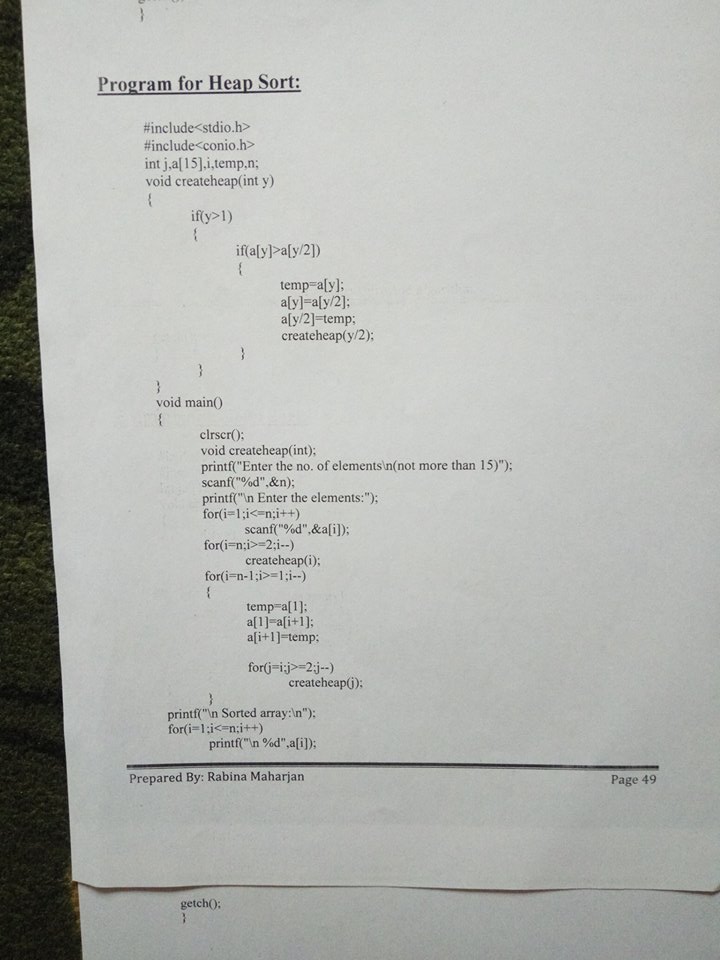 }
Program for Heap Sort:
#include<stdio.h>
#include<conio.h>
int j,a[15],i,temp,n;
void createheap(int y)
{
if(y>1)
{
if(a[y]>a[y/2])
{
temp=a[y];
a[y]=a[y/2];
a[y/2]=temp;
createheap(y/2);
}
}
}
void main()
{
clrscr();
void createheap(int);
printf("Enter the no. of elements\n(not more than 15)");
scanf("%d",&n);
printf("\n Enter the elements:");
for(i=1;i<=n;i++)
scanf("%d",&a[i]);
for(i=n;i>=2;i--)
createheap(i);
for(i=n-1;i>=1;i--)
{
temp=a[1];
a[1]=a[i+1];
a[i+1]=temp;
for(j=i;j>=2;j--)
createheap(j);
}
printf("\n Sorted array:\n");
for(i=1;i<=n;i++)
printf("\n %d",a[i]);
Prepared By: Rabina Maharjan Page 49
getch();
}